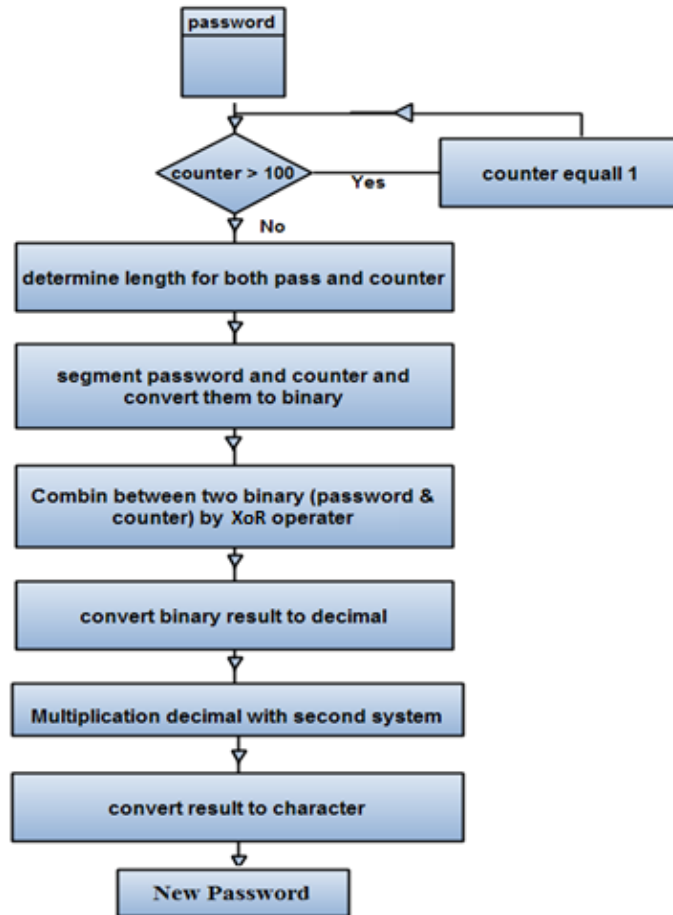 password
counter > 100
Yes
counter equall 1
No
determine length for both pass and counter
segment password and counter and
convert them to binary
Combin between two binary (password &
counter) by XoR operater
convert binary result to decimal
Multiplication decimal with second system
convert result to character
New Password